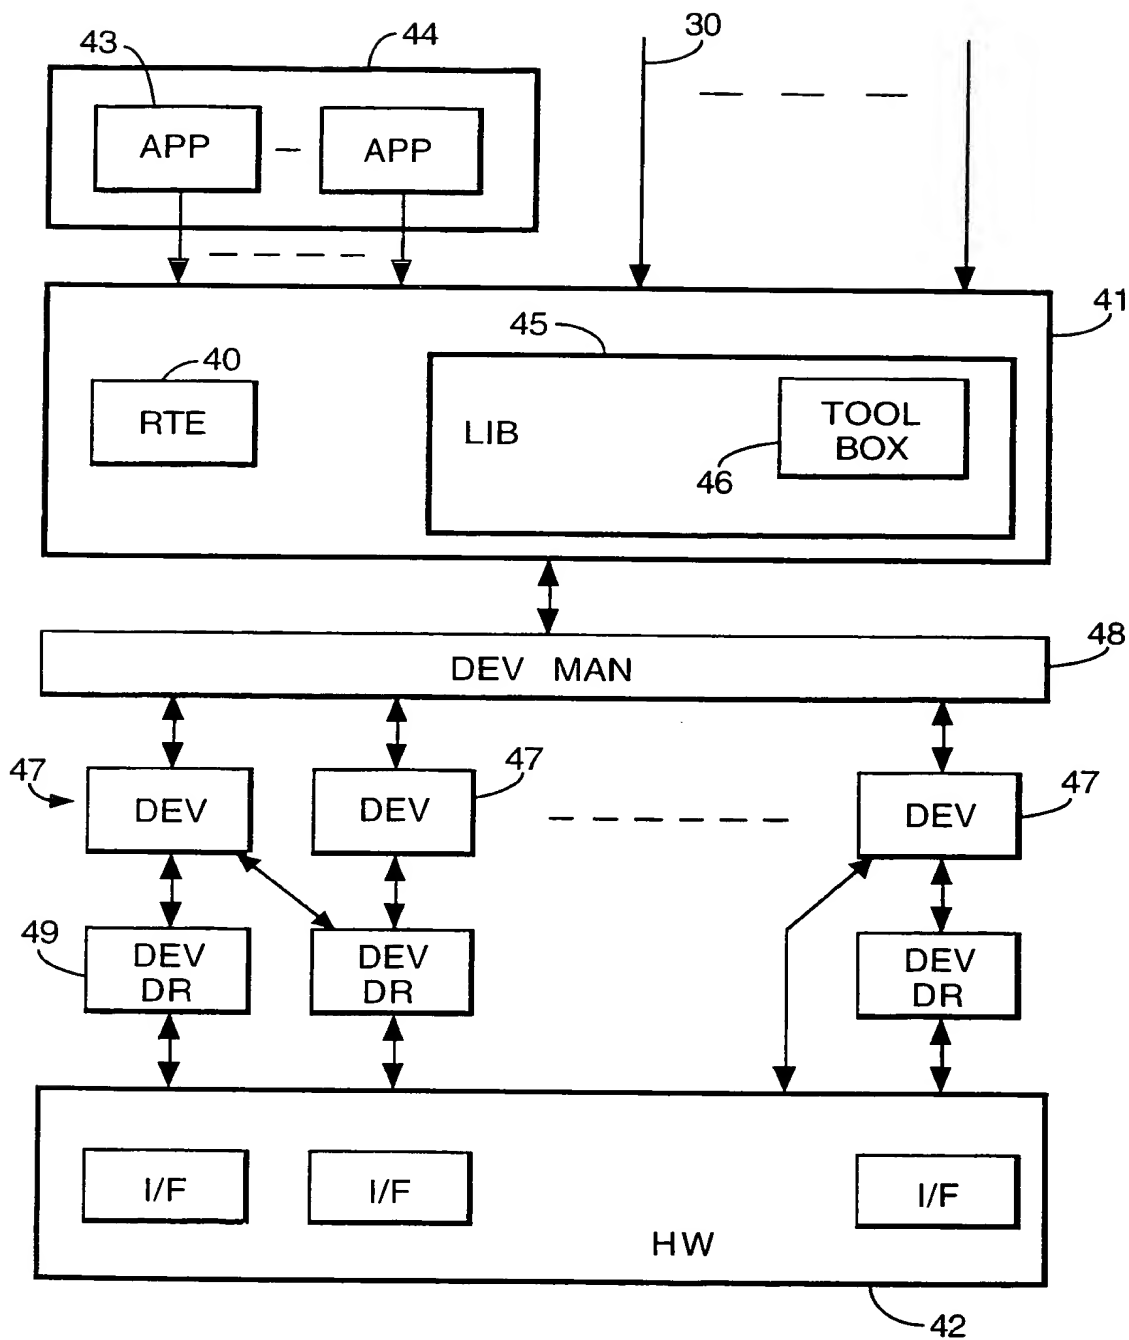 43
44
30
APP
APP
41
45
40
RTE
LIB
TOOL
BOX
46
48
DEV MAN
47
47
47
DEV
DEV
DEV
49
DEV
DR
DEV
DR
DEV
DR
I/F
I/F
I/F
HW
42